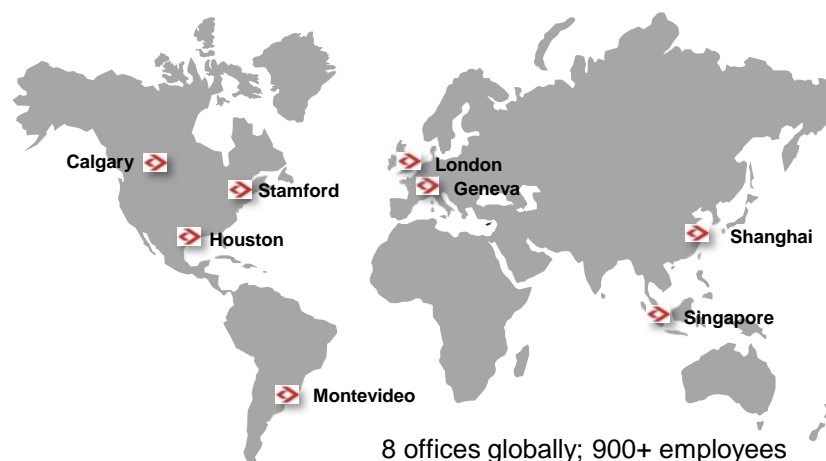 Calgary
London
Stamford
Geneva
Houston
Shanghai
Singapore
Montevideo
8 offices globally; 900+ employees